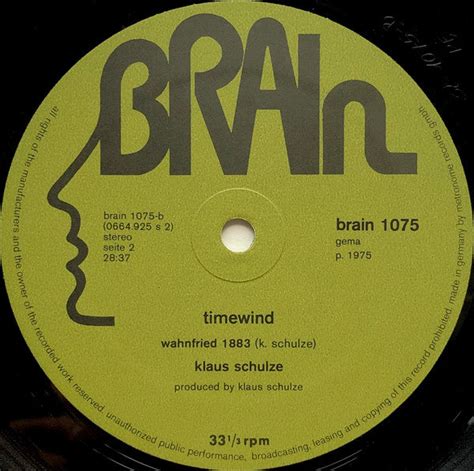 BRAIn
brain 1075-b
(0664.925 s 2)
stereo
seite 2
28:37
brain 1075
gema
p. 1975
timewind
wahnfried 1883 (k. schulze)
klaus schulze
produced by klaus schulze
33 1/3 rpm
all rights of the manufacturers and the owner of the recorded work reserved. unauthorized public performance, broadcasting, leasing and copying of this record prohibited. made in germany by metronome records gmbh.